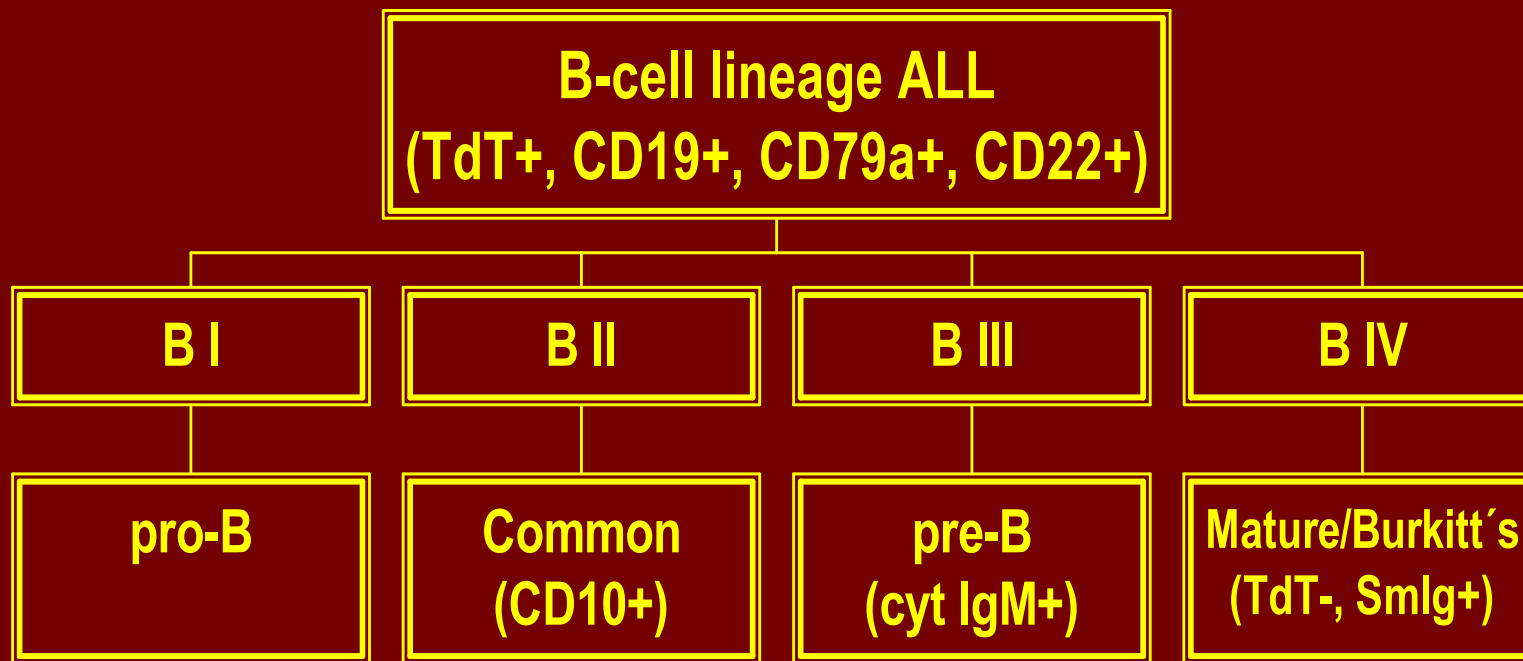 B-cell lineage ALL
(TdT+, CD19+, CD79a+, CD22+)
B I
B II
B III
B IV
pro-B
Common
(CD10+)
pre-B
(cyt IgM+)
Mature/Burkitt´s
(TdT-, SmIg+)